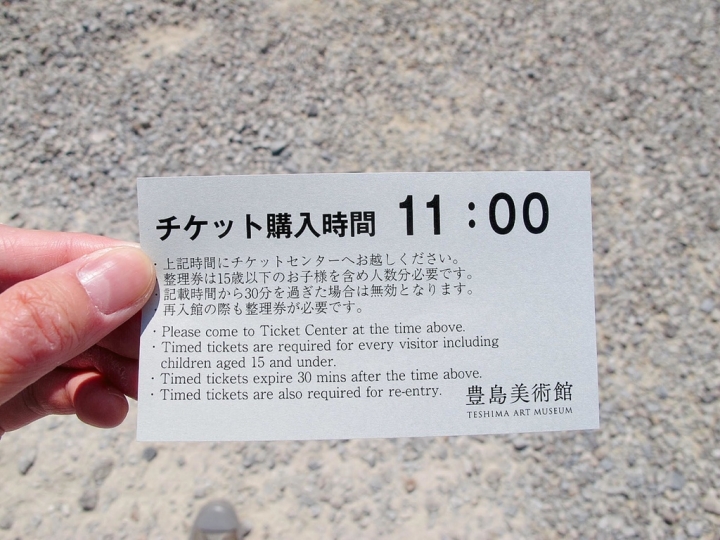 チケット購入時間 11:00
・上記時間にチケットセンターへお越しください。
整理券は15歳以下のお子様を含め人数分必要です。
・記載時間から30分を過ぎた場合は無効となります。
再入館の際も整理券が必要です。
・Please come to Ticket Center at the time above.
・Timed tickets are required for every visitor including
children aged 15 and under.
・Timed tickets expire 30 mins after the time above.
・Timed tickets are also required for re-entry.
豊島美術館
TESHIMA ART MUSEUM